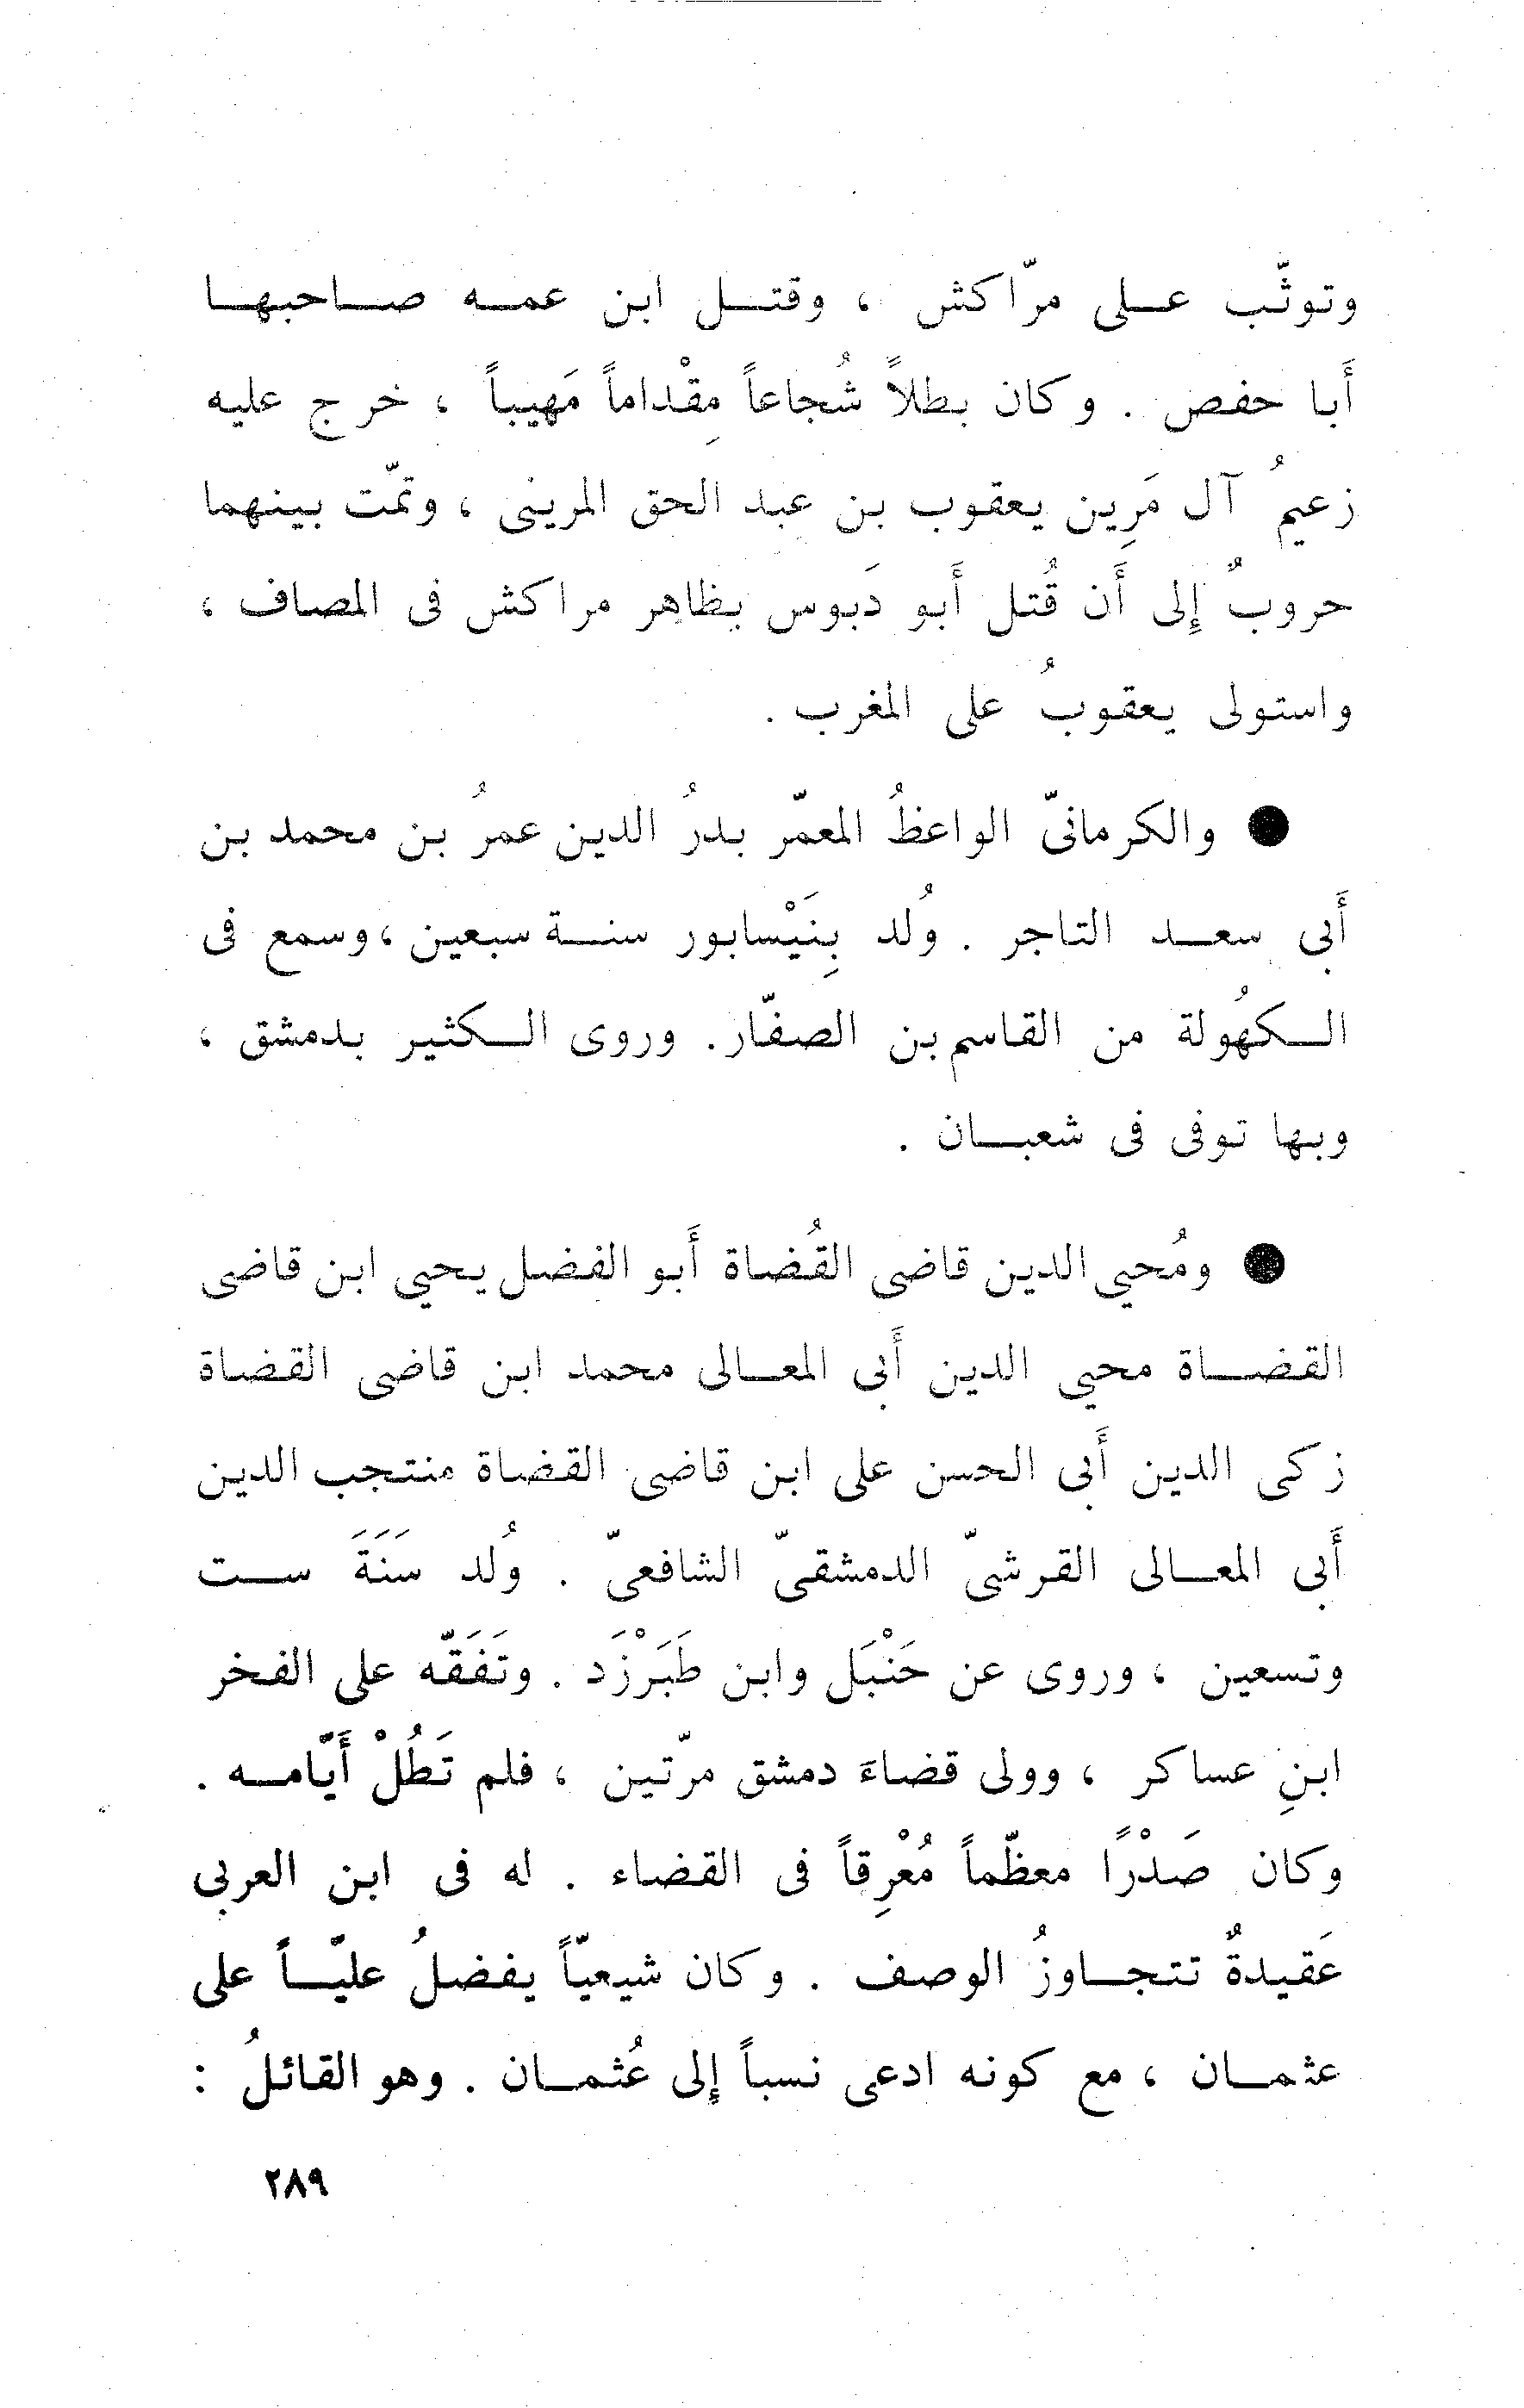 وتوثّب على مرّاكش ، وقتل ابن عمه صاحبها
أَبا حفص . وكان بطلاً شُجاعاً مِقْداماً مَهيباً ، خرج عليه
زعيمُ آل مَرِين يعقوب بن عبد الحق المرينى ، وتمّت بينهما
حروبٌ إِلى أَن قُتل أَبو دَبوس بظاهر مراكش فى المصاف ،
واستولى يعقوبُ على المغرب .
● والكرمانىّ الواعظُ المعمّر بدرُ الدين عمرُ بن محمد بن
أَبى سعد التاجر . وُلد بِنَيْسابور سنة سبعين ، وسمع فى
الكهُولة من القاسم بن الصفّار. وروى الكثير بدمشق ،
وبها توفى فى شعبان .
● ومُحيى الدين قاضى القُضاة أَبو الفضل يحيى ابن قاضى
القضاة محيى الدين أَبى المعالى محمد ابن قاضى القضاة
زكى الدين أَبى الحسن على ابن قاضى القضاة منتجب الدين
أَبى المعالى القرشىّ الدمشقىّ الشافعىّ . وُلد سَنَةَ ست
وتسعين ، وروى عن حَنْبَل وابن طَبَرْزَد . وتَفَقّه على الفخر
ابنِ عساكر ، وولى قضاءَ دمشق مرّتين ، فلم تَطُلْ أَيّامه .
وكان صَدْرًا معظّماً مُعْرِقاً فى القضاء . له فى ابن العربى
عَقيدةٌ تتجاوزُ الوصف . وكان شيعيّاً يفضلُ عليّاً على
عثمان ، مع كونه ادعى نسباً إِلى عُثمان . وهو القائلُ :
٢٨٩